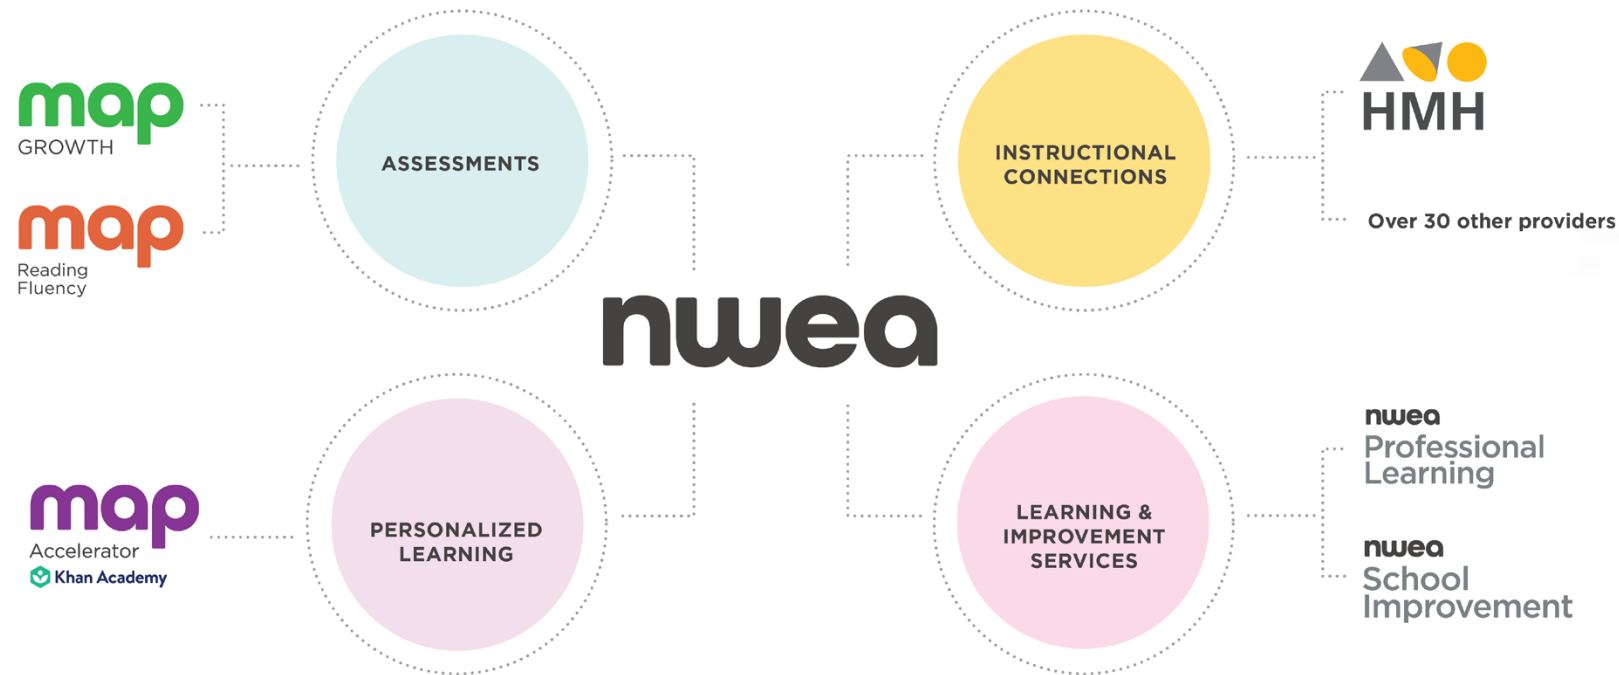 map
GROWTH
map
Reading
Fluency
ASSESSMENTS
INSTRUCTIONAL
CONNECTIONS
HMH
Over 30 other providers
nwea
map
Accelerator
Khan Academy
PERSONALIZED
LEARNING
LEARNING &
IMPROVEMENT
SERVICES
nwea
Professional
Learning
nwea
School
Improvement